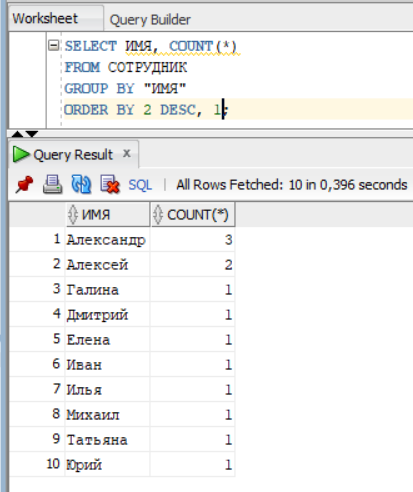 Worksheet Query Builder
SELECT ИМЯ, COUNT(*)
FROM СОТРУДНИК
GROUP BY "ИМЯ"
ORDER BY 2 DESC, 1;
Query Result x
SQL | All Rows Fetched: 10 in 0,396 seconds
ИМЯ COUNT(*)
1 Александр 3
2 Алексей 2
3 Галина 1
4 Дмитрий 1
5 Елена 1
6 Иван 1
7 Илья 1
8 Михаил 1
9 Татьяна 1
10 Юрий 1